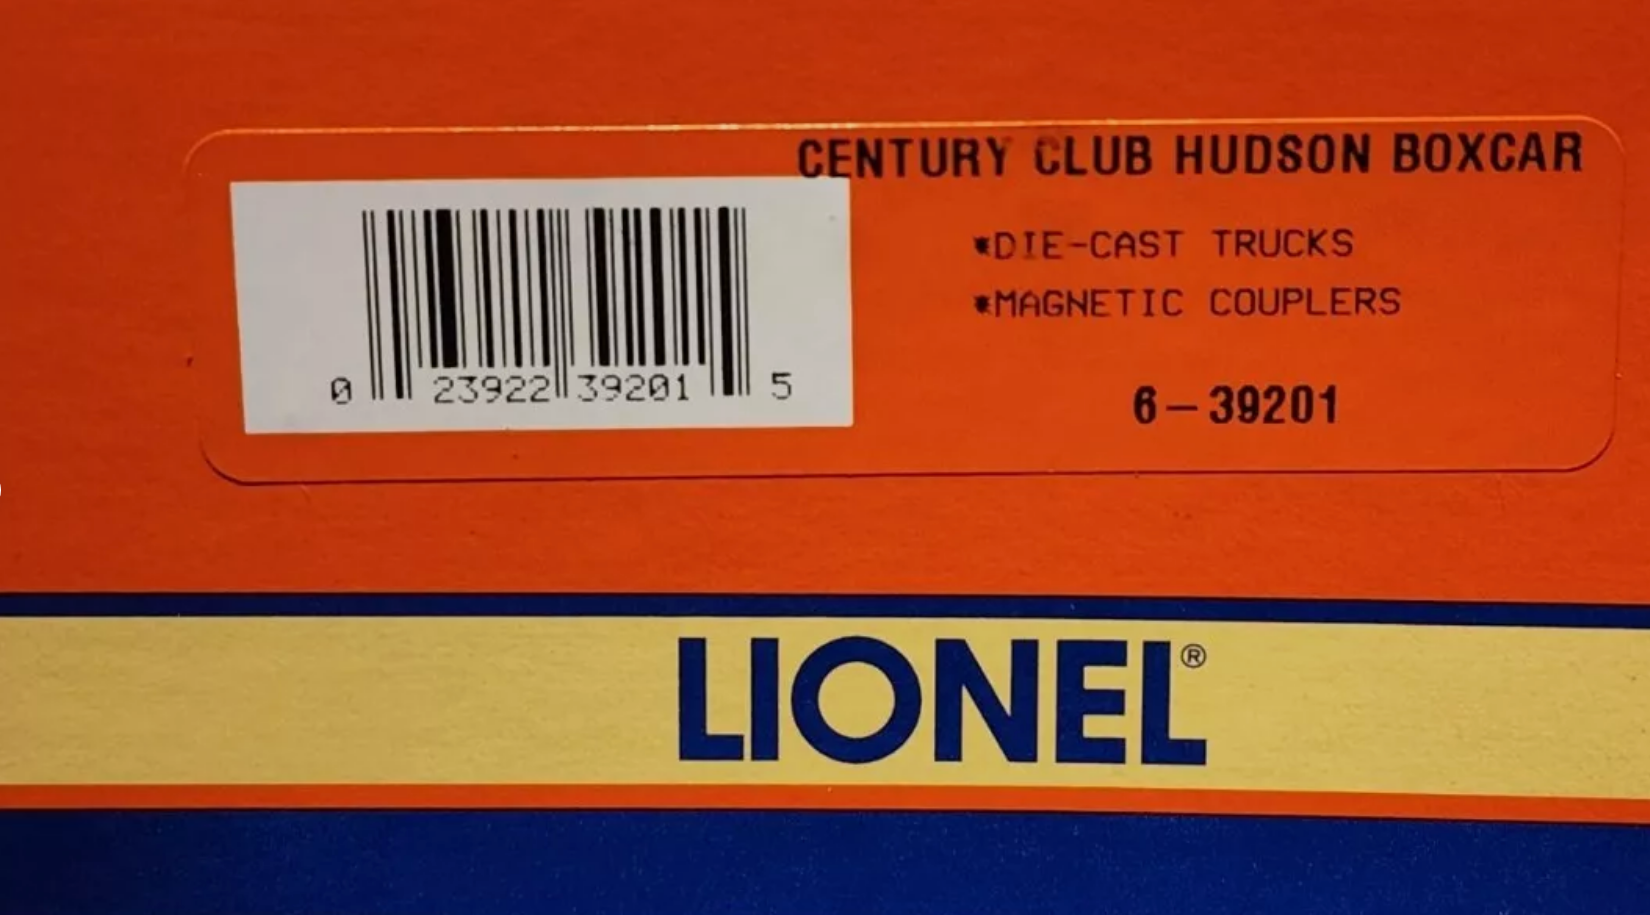 CENTURY CLUB HUDSON BOXCAR
*DIE-CAST TRUCKS
*MAGNETIC COUPLERS
0 23922 39201 5
6-39201
LIONEL®